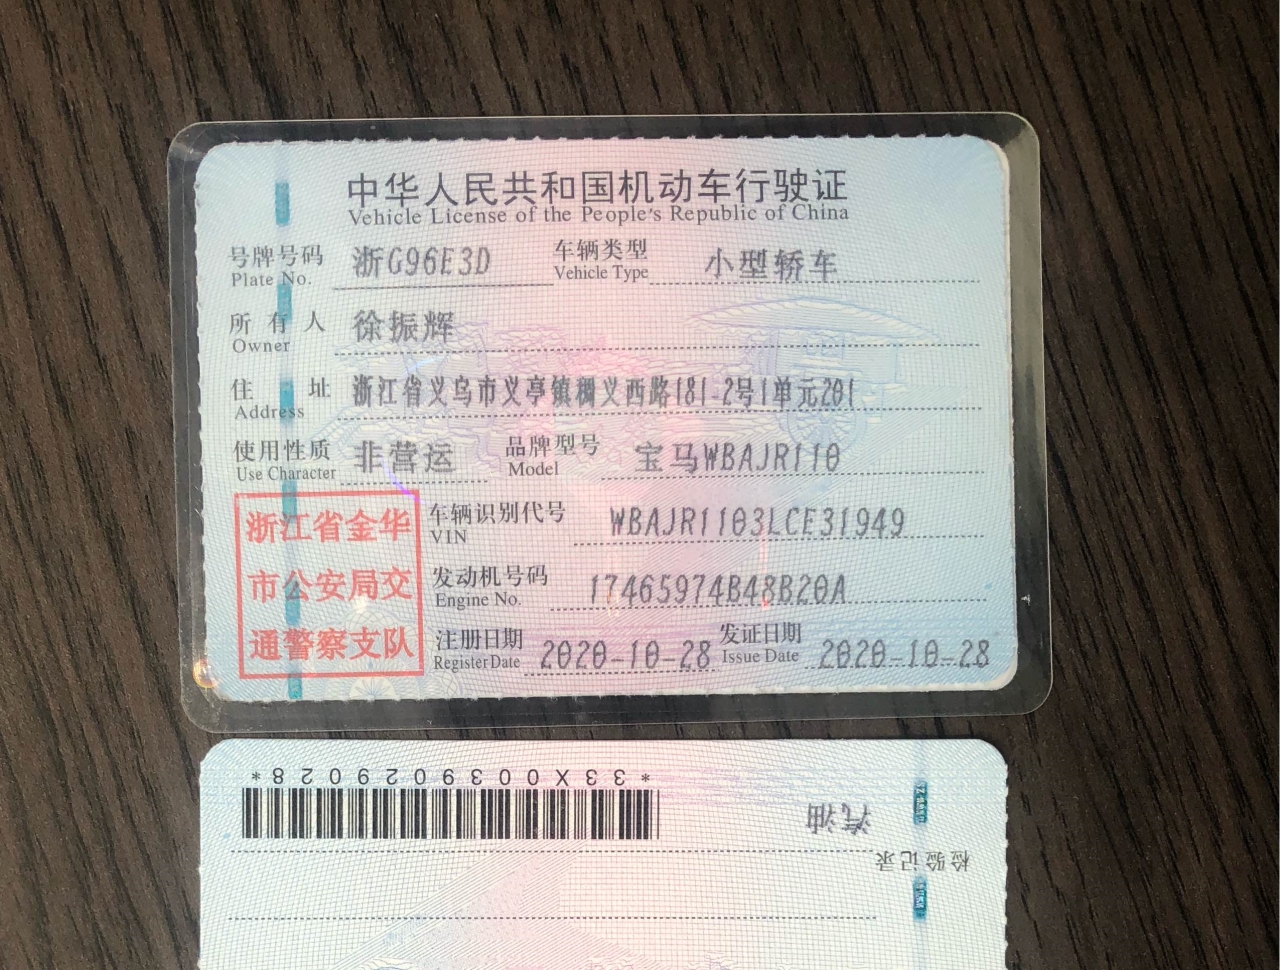 中华人民共和国机动车行驶证
Vehicle License of the People's Republic of China
号牌号码 浙G96E3D 车辆类型 小型轿车
Plate No. Vehicle Type
所有人 徐振辉
Owner
住址 浙江省义乌市义亭镇稠义西路181-2号1单元201
Address
使用性质 非营运 品牌型号 宝马WBAJR110
Use Character Model
浙江省金华
市公安局交
通警察支队
车辆识别代号 WBAJR1103LCE31949
VIN
发动机号码 17465974B48B20A
Engine No.
注册日期 2020-10-28 发证日期 2020-10-28
Register Date Issue Date
*33X0039029028*
汽油
检验记录